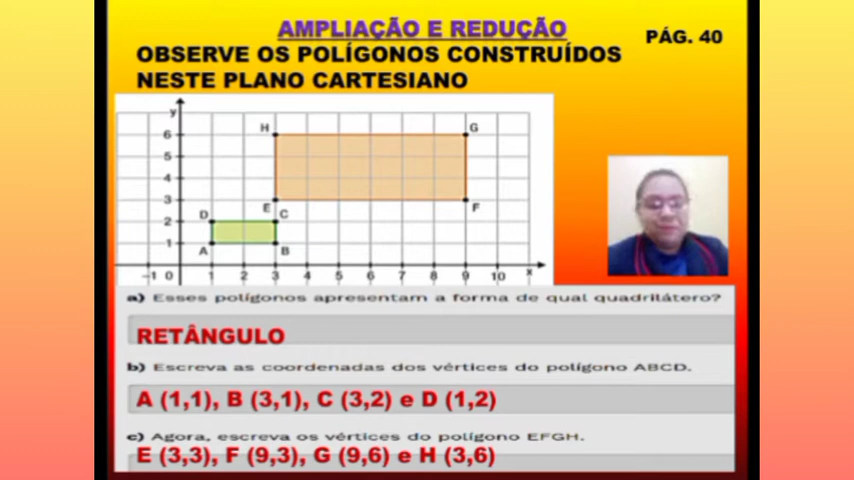 AMPLIAÇÃO E REDUÇÃO
PÁG. 40
OBSERVE OS POLÍGONOS CONSTRUÍDOS
NESTE PLANO CARTESIANO
y
6
5
4
3
2
1
H
G
E
F
D
C
A
B
-1 0 1 2 3 4 5 6 7 8 9 10 x
a) Esses polígonos apresentam a forma de qual quadrilátero?
RETÂNGULO
b) Escreva as coordenadas dos vértices do polígono ABCD.
A (1,1), B (3,1), C (3,2) e D (1,2)
c) Agora, escreva os vértices do polígono EFGH.
E (3,3), F (9,3), G (9,6) e H (3,6)